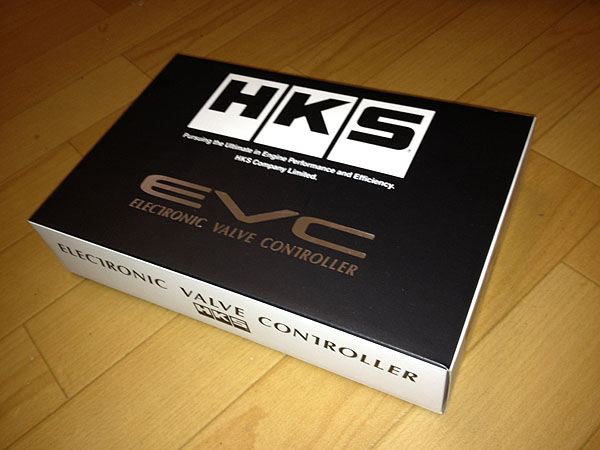 HKS
Pursuing the Ultimate in Engine Performance and Efficiency.
HKS Company Limited.
EVC
ELECTRONIC VALVE CONTROLLER
ELECTRONIC VALVE CONTROLLER
HKS